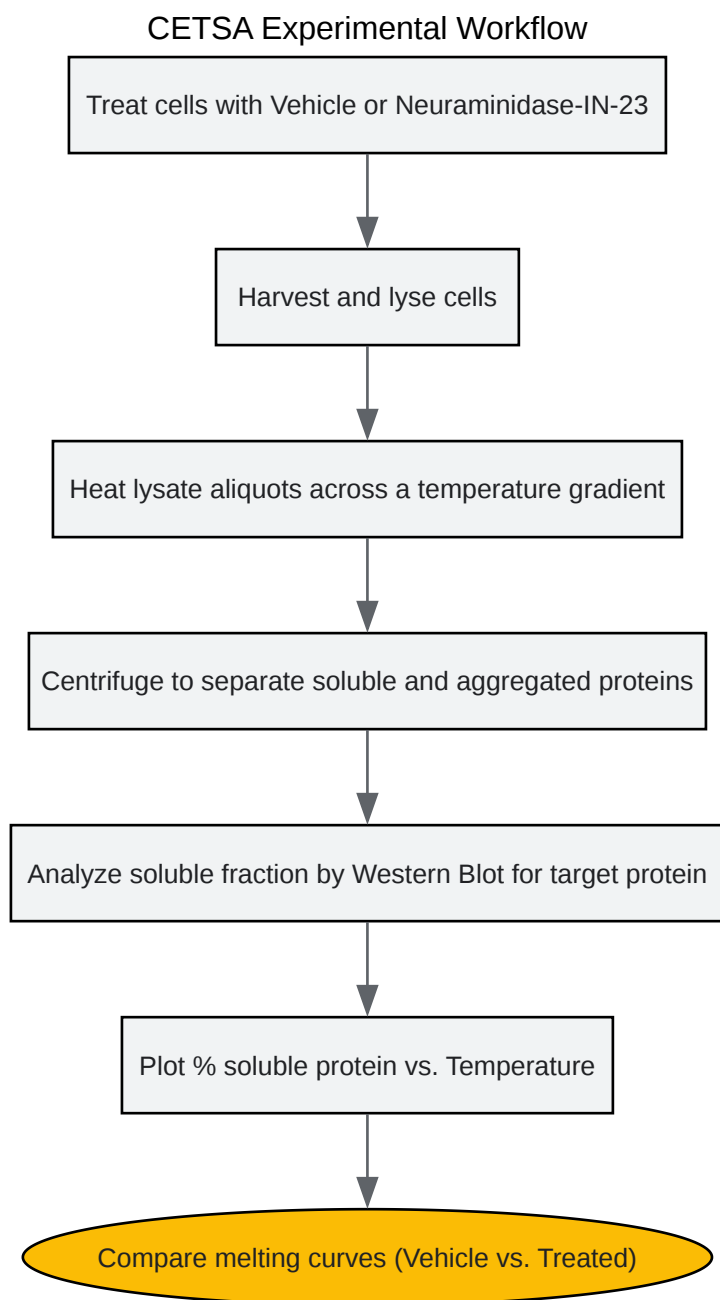 CETSA Experimental Workflow
Treat cells with Vehicle or Neuraminidase-IN-23
Harvest and lyse cells
Heat lysate aliquots across a temperature gradient
Centrifuge to separate soluble and aggregated proteins
Analyze soluble fraction by Western Blot for target protein
Plot % soluble protein vs. Temperature
Compare melting curves (Vehicle vs. Treated)